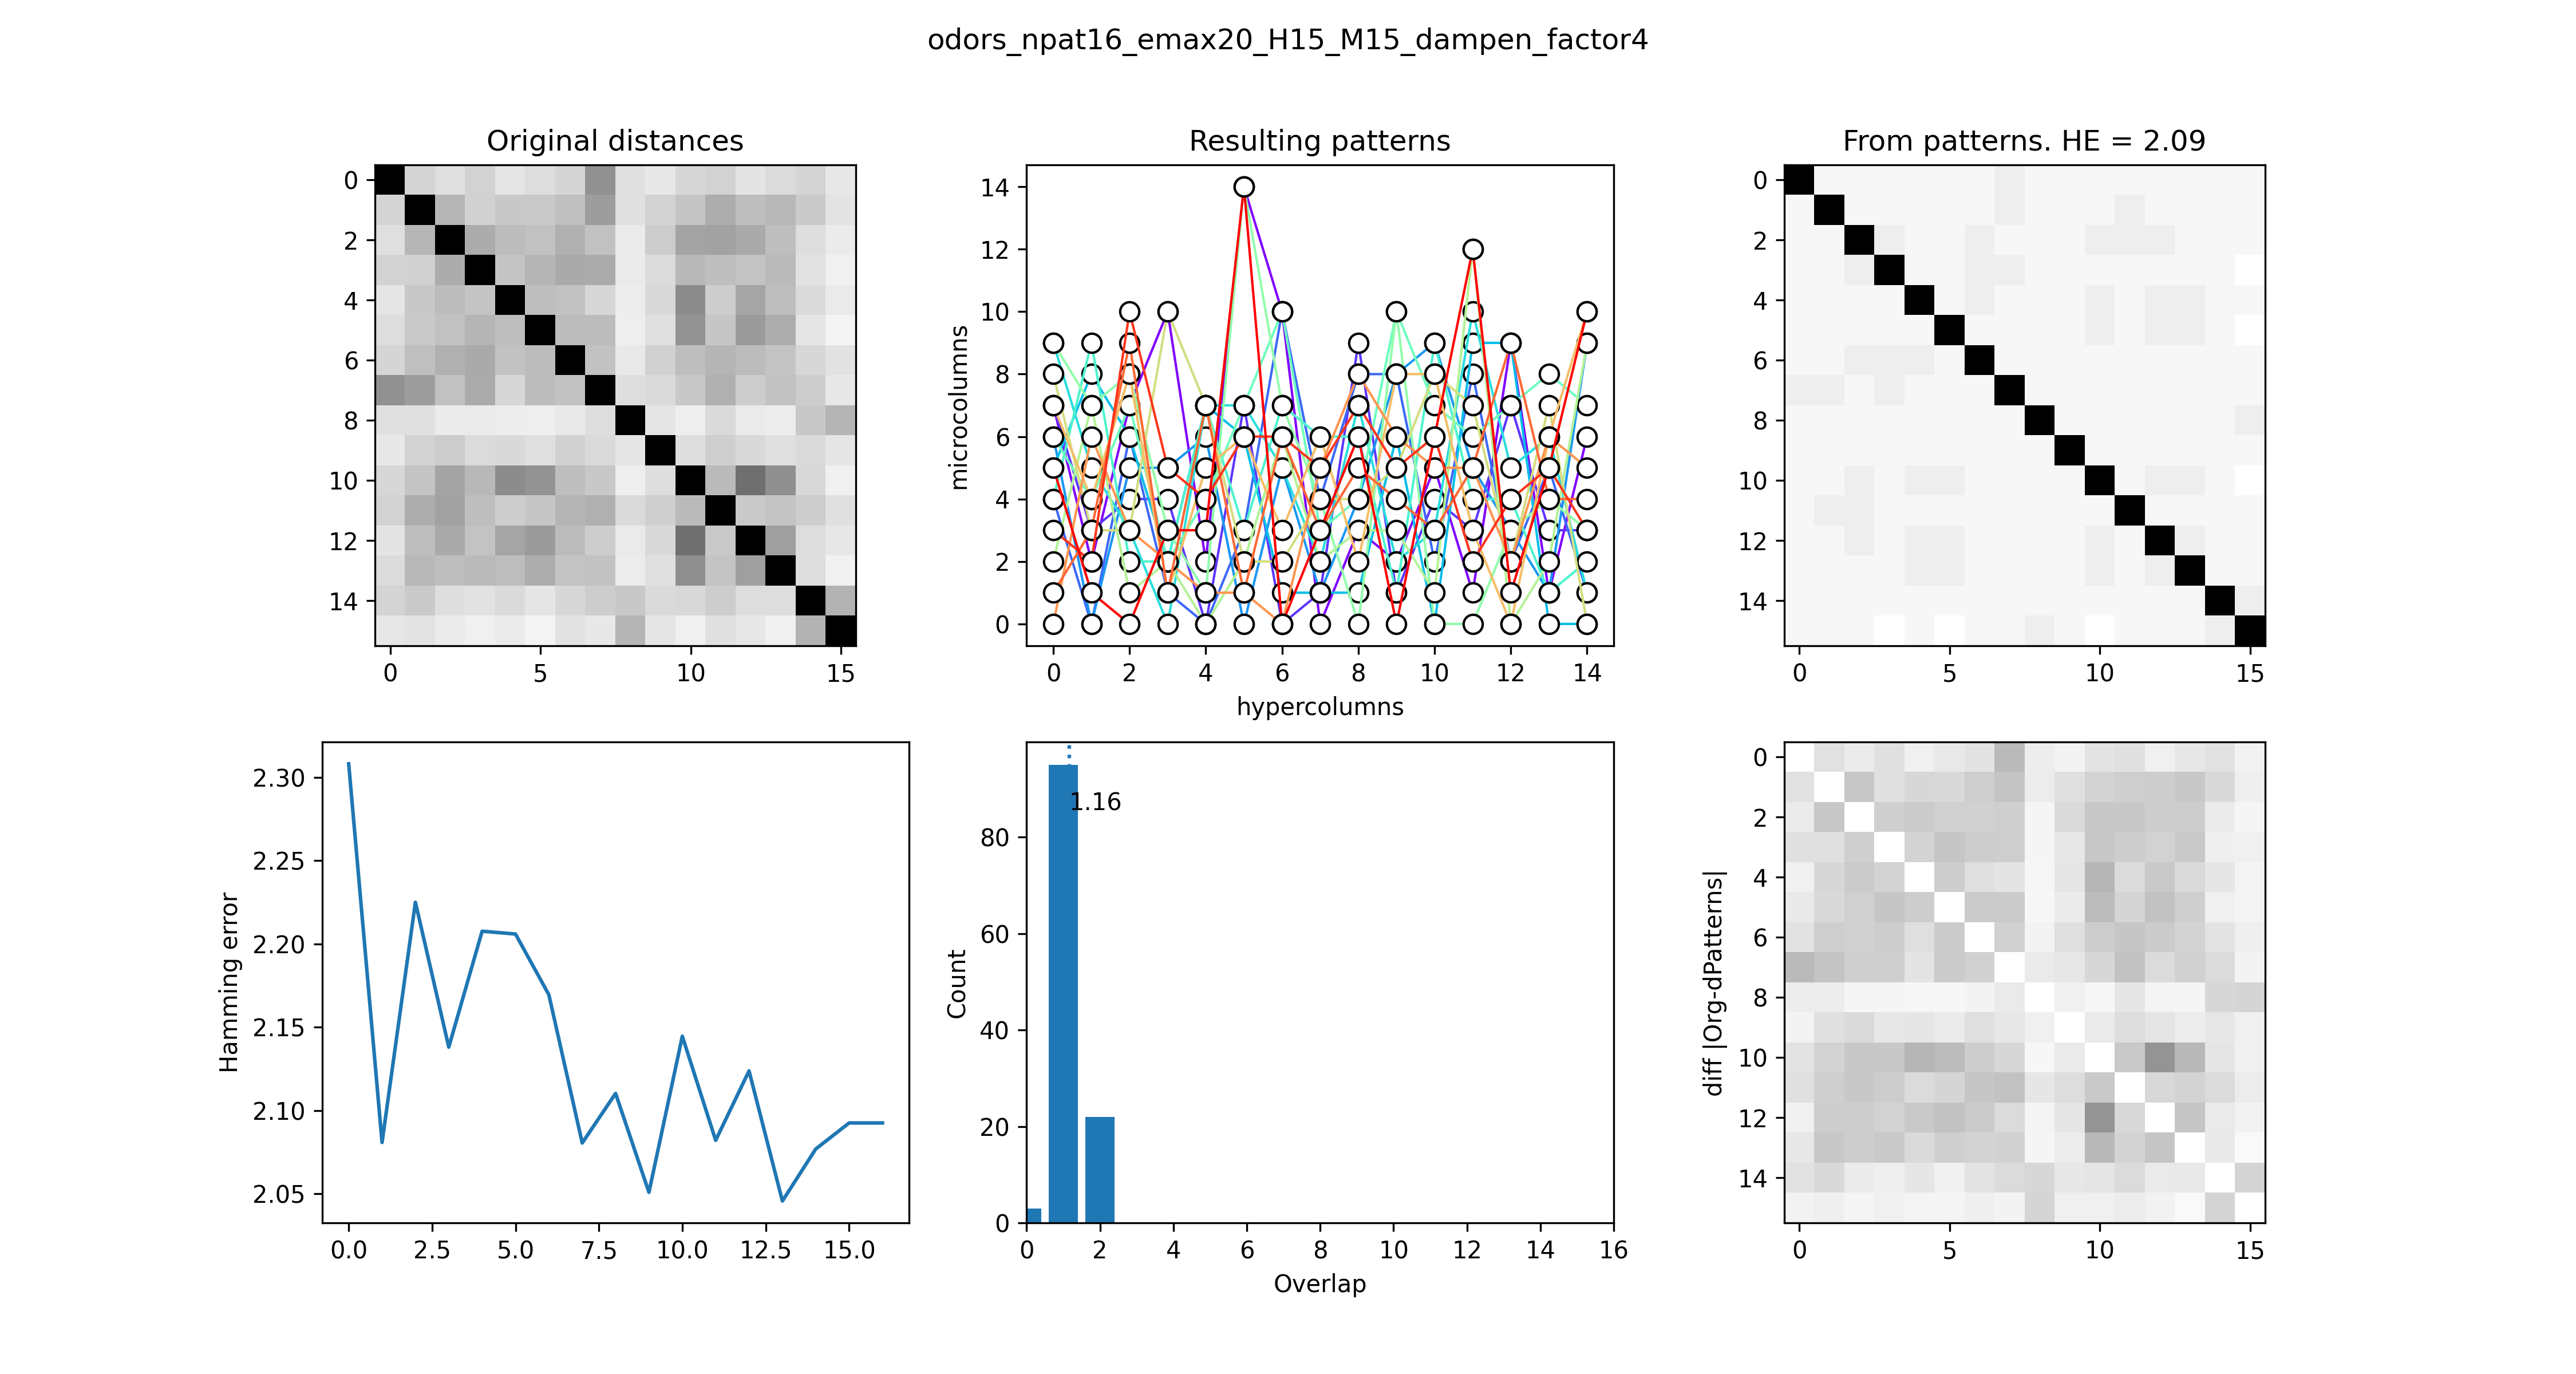 odors_npat16_emax20_H15_M15_dampen_factor4
Original distances
0
2
4
6
8
10
12
14
0 5 10 15
Resulting patterns
microcolumns
14
12
10
8
6
4
2
0
0 2 4 6 8 10 12 14
hypercolumns
From patterns. HE = 2.09
0
2
4
6
8
10
12
14
0 5 10 15
Hamming error
2.30
2.25
2.20
2.15
2.10
2.05
0.0 2.5 5.0 7.5 10.0 12.5 15.0
Count
1.16
80
60
40
20
0
0 2 4 6 8 10 12 14 16
Overlap
diff |Org-dPatterns|
0
2
4
6
8
10
12
14
0 5 10 15